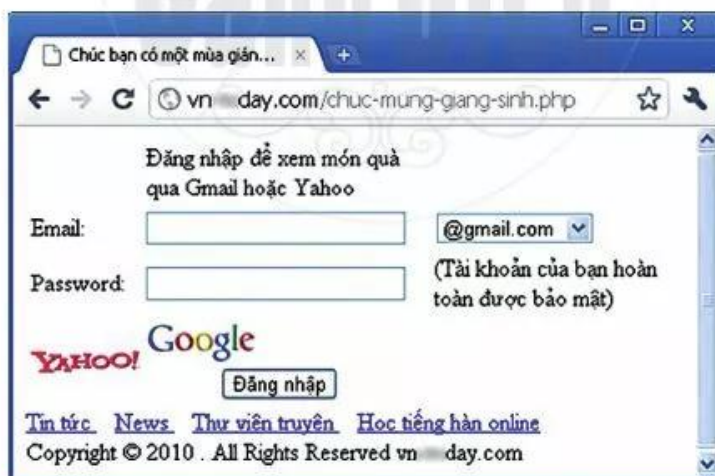 Chúc bạn có một mùa gián...
vn day.com/chuc-mung-giang-sinh.php
Đăng nhập để xem món quà
qua Gmail hoặc Yahoo
Email:
@gmail.com
Password:
(Tài khoản của bạn hoàn
toàn được bảo mật)
YAHOO!
Google
Đăng nhập
Tin tức News Thư viện truyện Học tiếng hàn online
Copyright © 2010 . All Rights Reserved vn day.com